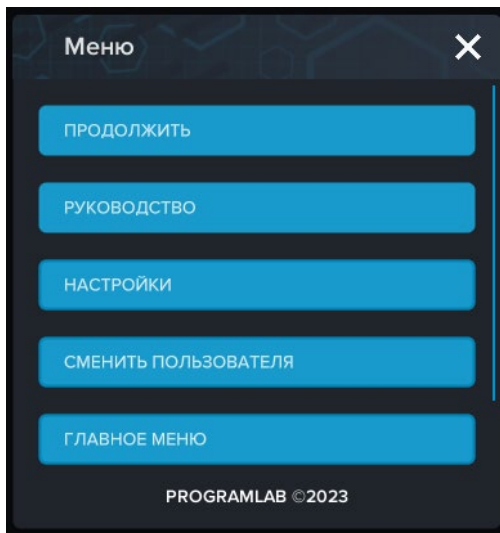 Меню
ПРОДОЛЖИТЬ
РУКОВОДСТВО
НАСТРОЙКИ
СМЕНИТЬ ПОЛЬЗОВАТЕЛЯ
ГЛАВНОЕ МЕНЮ
PROGRAMLAB ©2023